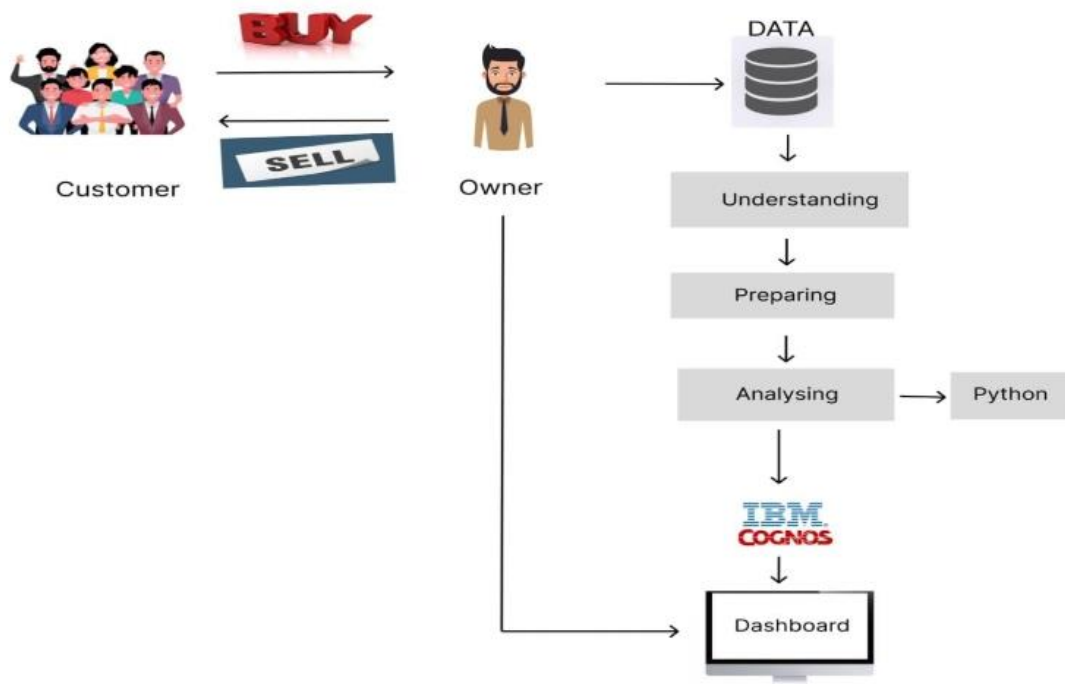 BUY
DATA
SELL
Customer
Owner
Understanding
Preparing
Analysing
Python
IBM
COGNOS
Dashboard